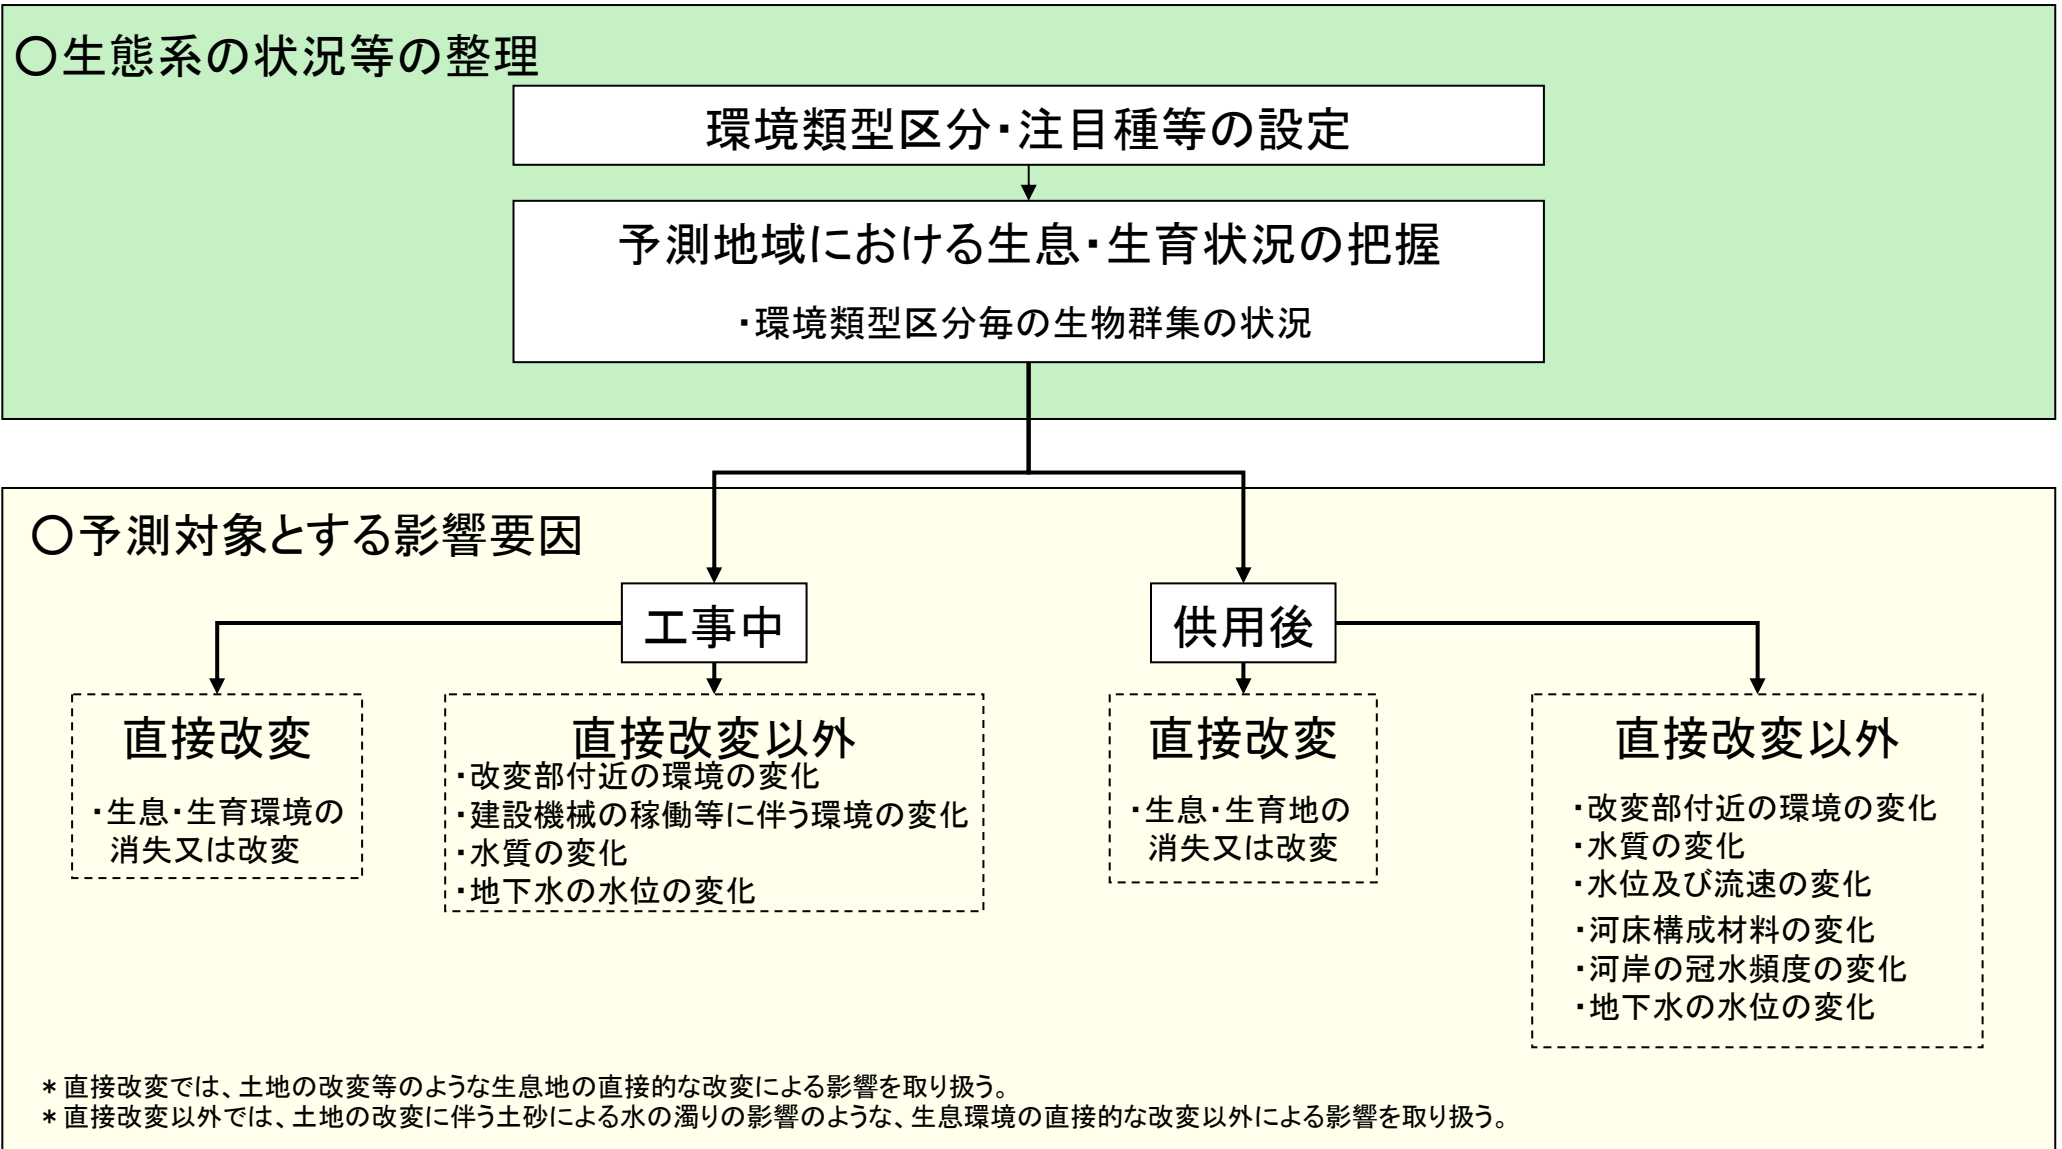 〇生態系の状況等の整理
環境類型区分・注目種等の設定
予測地域における生息・生育状況の把握
・環境類型区分毎の生物群集の状況
〇予測対象とする影響要因
工事中
供用後
直接改変
・生息・生育環境の
消失又は改変
直接改変以外
・改変部付近の環境の変化
・建設機械の稼働等に伴う環境の変化
・水質の変化
・地下水の水位の変化
直接改変
・生息・生育地の
消失又は改変
直接改変以外
・改変部付近の環境の変化
・水質の変化
・水位及び流速の変化
・河床構成材料の変化
・河岸の冠水頻度の変化
・地下水の水位の変化
＊直接改変では、土地の改変等のような生息地の直接的な改変による影響を取り扱う。
＊直接改変以外では、土地の改変に伴う土砂による水の濁りの影響のような、生息環境の直接的な改変以外による影響を取り扱う。